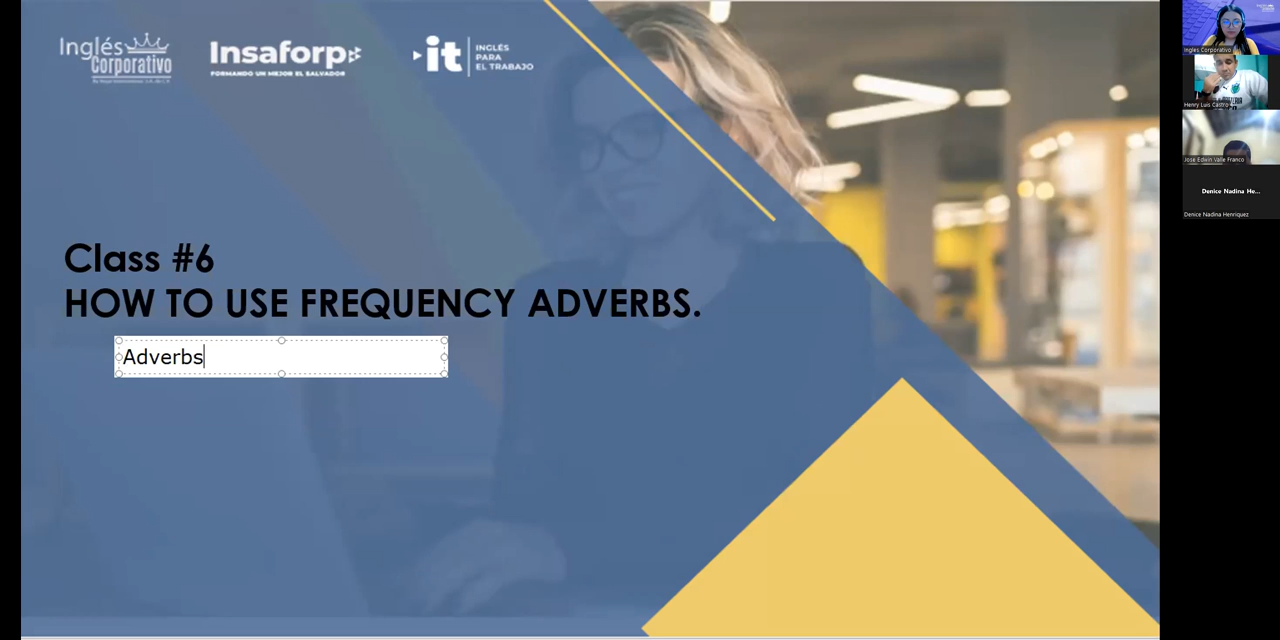 Inglés
Corporativo
Insaforp
FORMANDO UN MEJOR EL SALVADOR
it
INGLÉS
PARA
EL TRABAJO
Class #6
HOW TO USE FREQUENCY ADVERBS.
Adverbs
Ingles Corporativo
Henry Luis Castro
Jose Edwin Valle Franco
Denice Nadina He...
Denice Nadina Henriquez